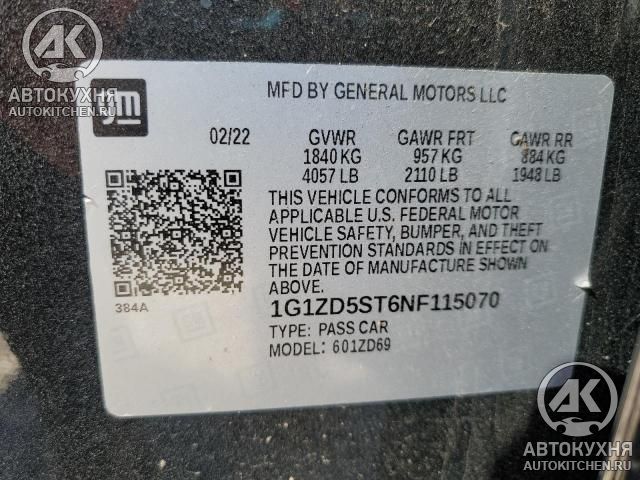 AK
АВТОКУХНЯ
AUTOKITCHEN.RU
gm
MFD BY GENERAL MOTORS LLC
02/22 GVWR GAWR FRT GAWR RR
1840 KG 957 KG 884 KG
4057 LB 2110 LB 1948 LB
THIS VEHICLE CONFORMS TO ALL
APPLICABLE U.S. FEDERAL MOTOR
VEHICLE SAFETY, BUMPER, AND THEFT
PREVENTION STANDARDS IN EFFECT ON
THE DATE OF MANUFACTURE SHOWN
ABOVE.
384A
1G1ZD5ST6NF115070
TYPE: PASS CAR
MODEL: 601ZD69
AK
АВТОКУХНЯ
AUTOKITCHEN.RU